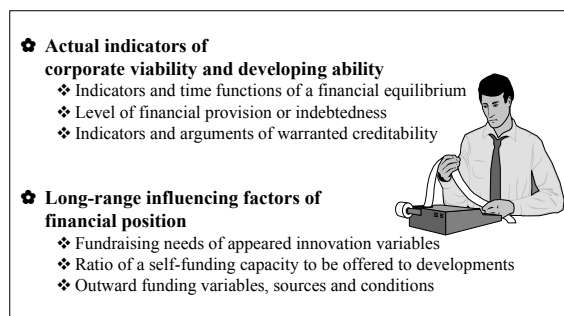 ✿ Actual indicators of
corporate viability and developing ability
❖ Indicators and time functions of a financial equilibrium
❖ Level of financial provision or indebtedness
❖ Indicators and arguments of warranted creditability
✿ Long-range influencing factors of
financial position
❖ Fundraising needs of appeared innovation variables
❖ Ratio of a self-funding capacity to be offered to developments
❖ Outward funding variables, sources and conditions